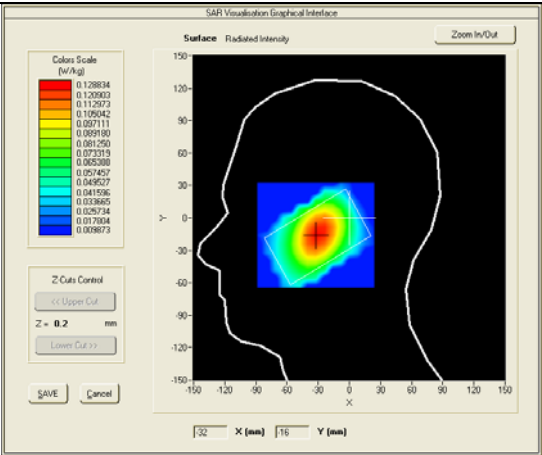 SAR Visualisation Graphical Interface
Surface Radiated Intensity
Zoom In/Out
Colors Scale
(W/kg)
0.128834
0.120903
0.112973
0.105042
0.097111
0.089180
0.081250
0.073319
0.065388
0.057457
0.049527
0.041596
0.033665
0.025734
0.017804
0.009873
Z-Cuts Control
<< Upper Cut
Z = 0.2 mm
Lower Cut >>
SAVE Cancel
150
120
90
60
30
0
-30
-60
-90
-120
-150
Y
-150 -120 -90 -60 -30 0 30 60 90 120 150
X
-32 X (mm) -16 Y (mm)